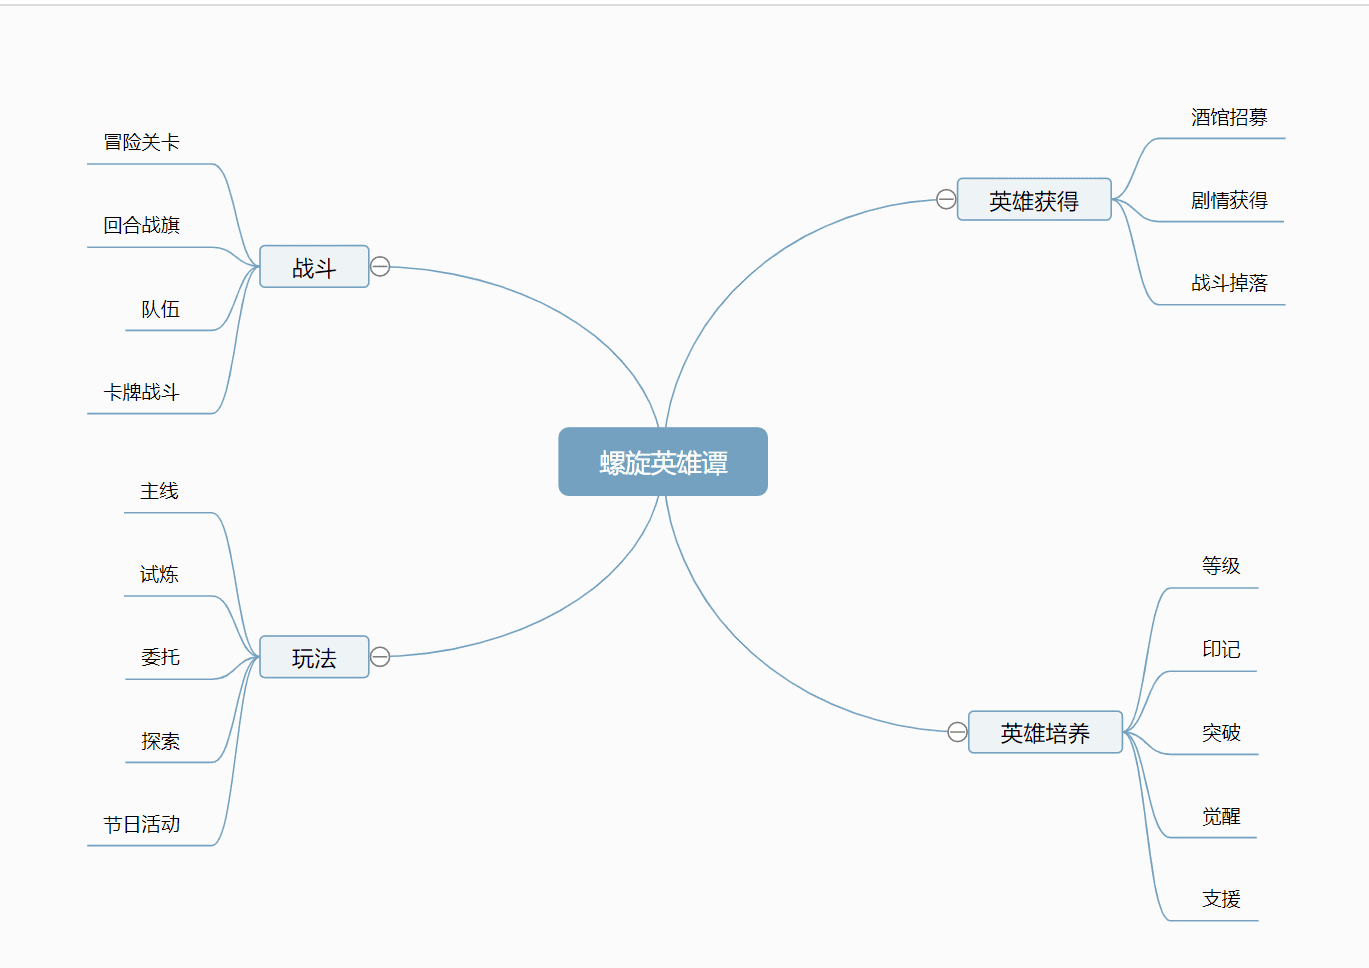 螺旋英雄谭
战斗
冒险关卡
回合战旗
队伍
卡牌战斗
玩法
主线
试炼
委托
探索
节日活动
英雄获得
酒馆招募
剧情获得
战斗掉落
英雄培养
等级
印记
突破
觉醒
支援